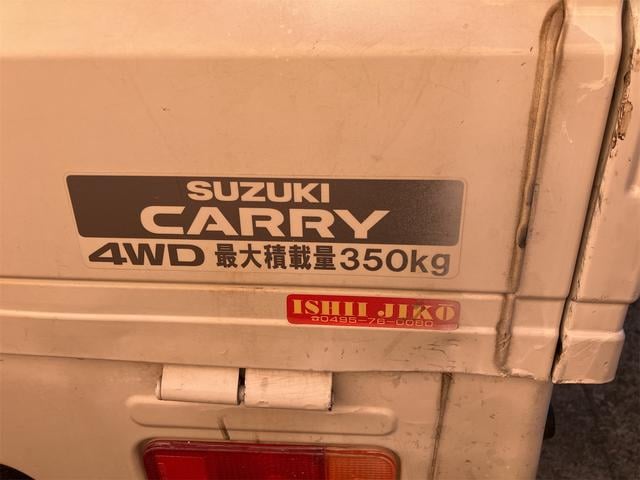 SUZUKI
CARRY
4WD 最大積載量350kg
ISHII JIKO
☎0495-76-0080